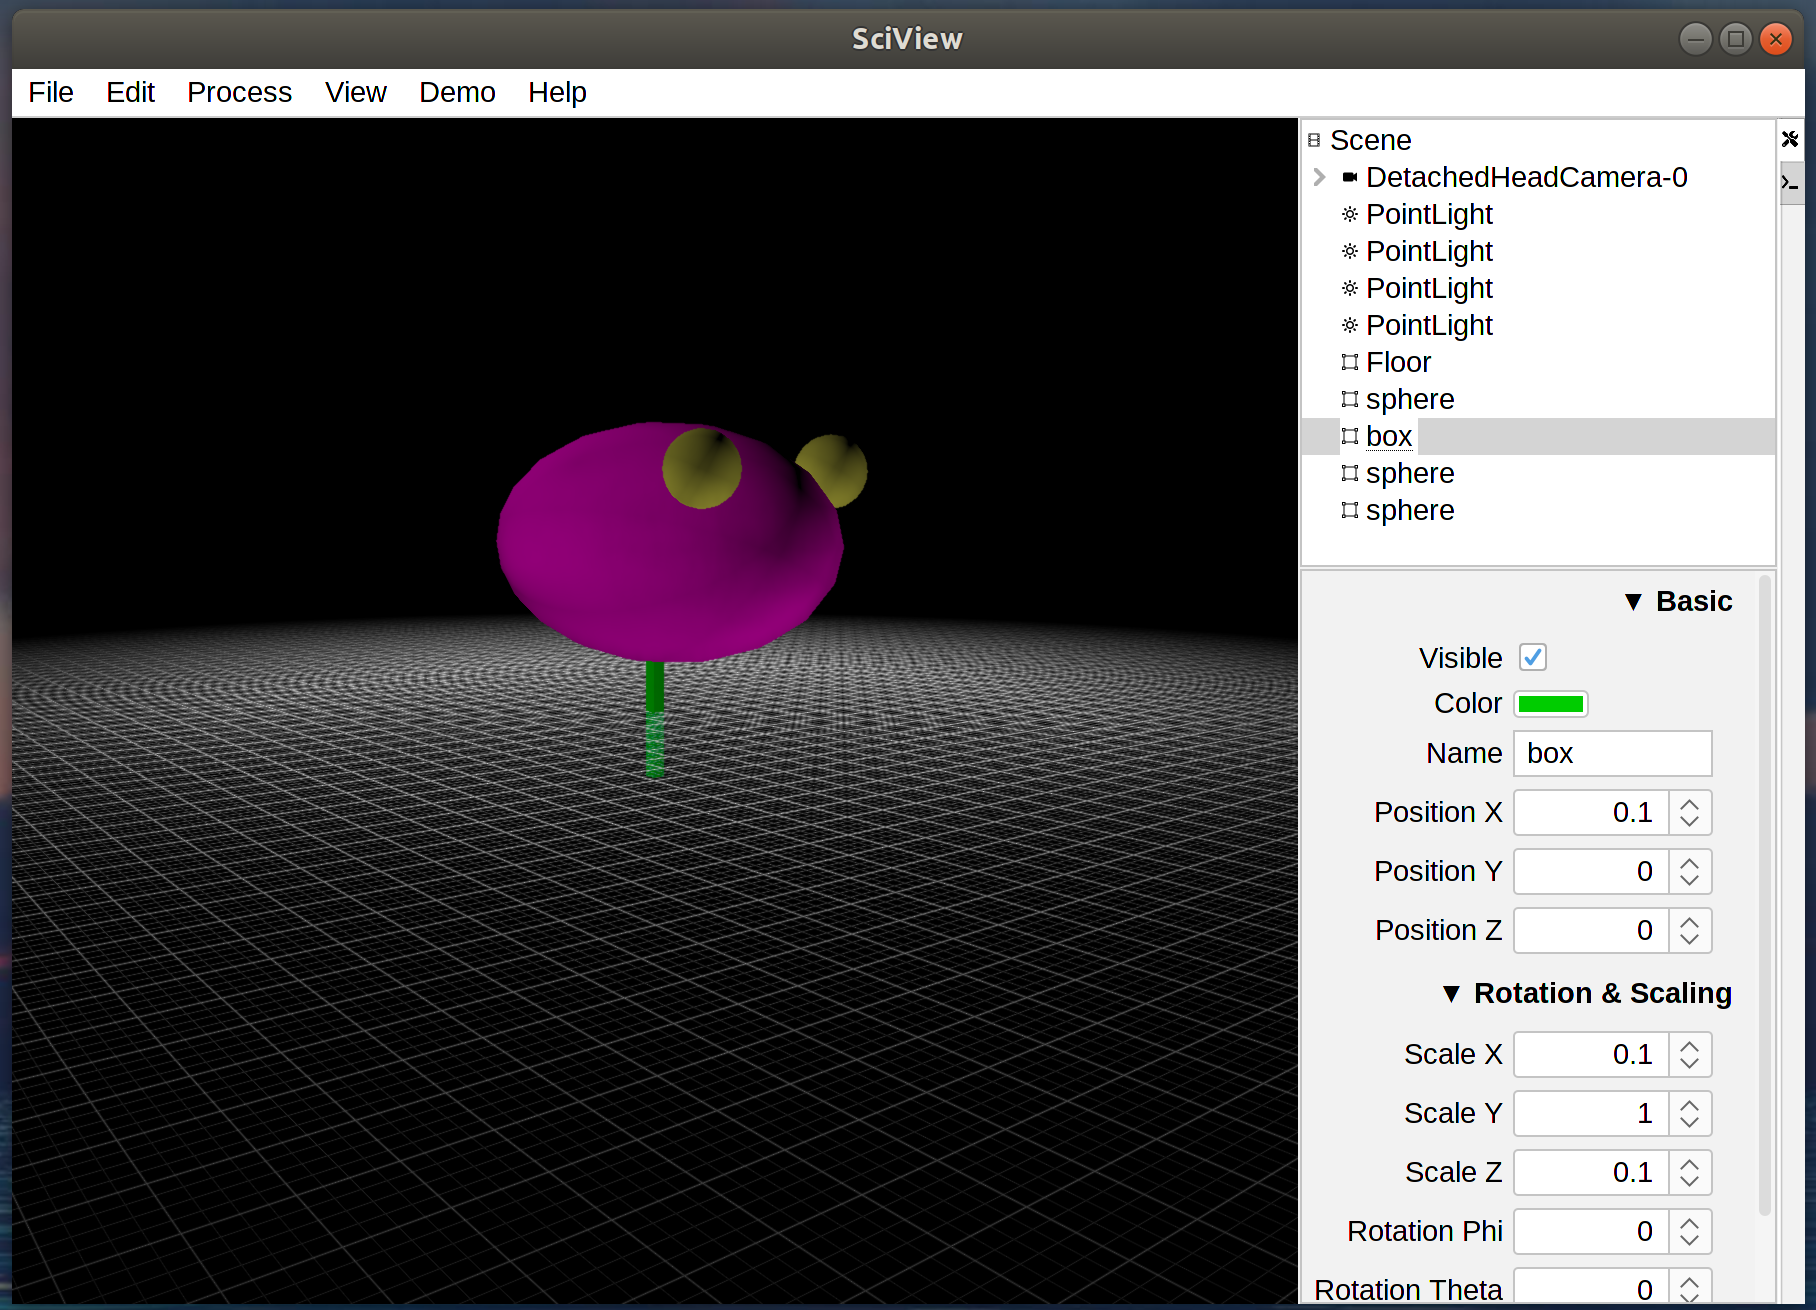 SciView
File Edit Process View Demo Help
Scene
DetachedHeadCamera-0
PointLight
PointLight
PointLight
PointLight
Floor
sphere
box
sphere
sphere
▼ Basic
Visible
Color
Name box
Position X 0.1
Position Y 0
Position Z 0
▼ Rotation & Scaling
Scale X 0.1
Scale Y 1
Scale Z 0.1
Rotation Phi 0
Rotation Theta 0